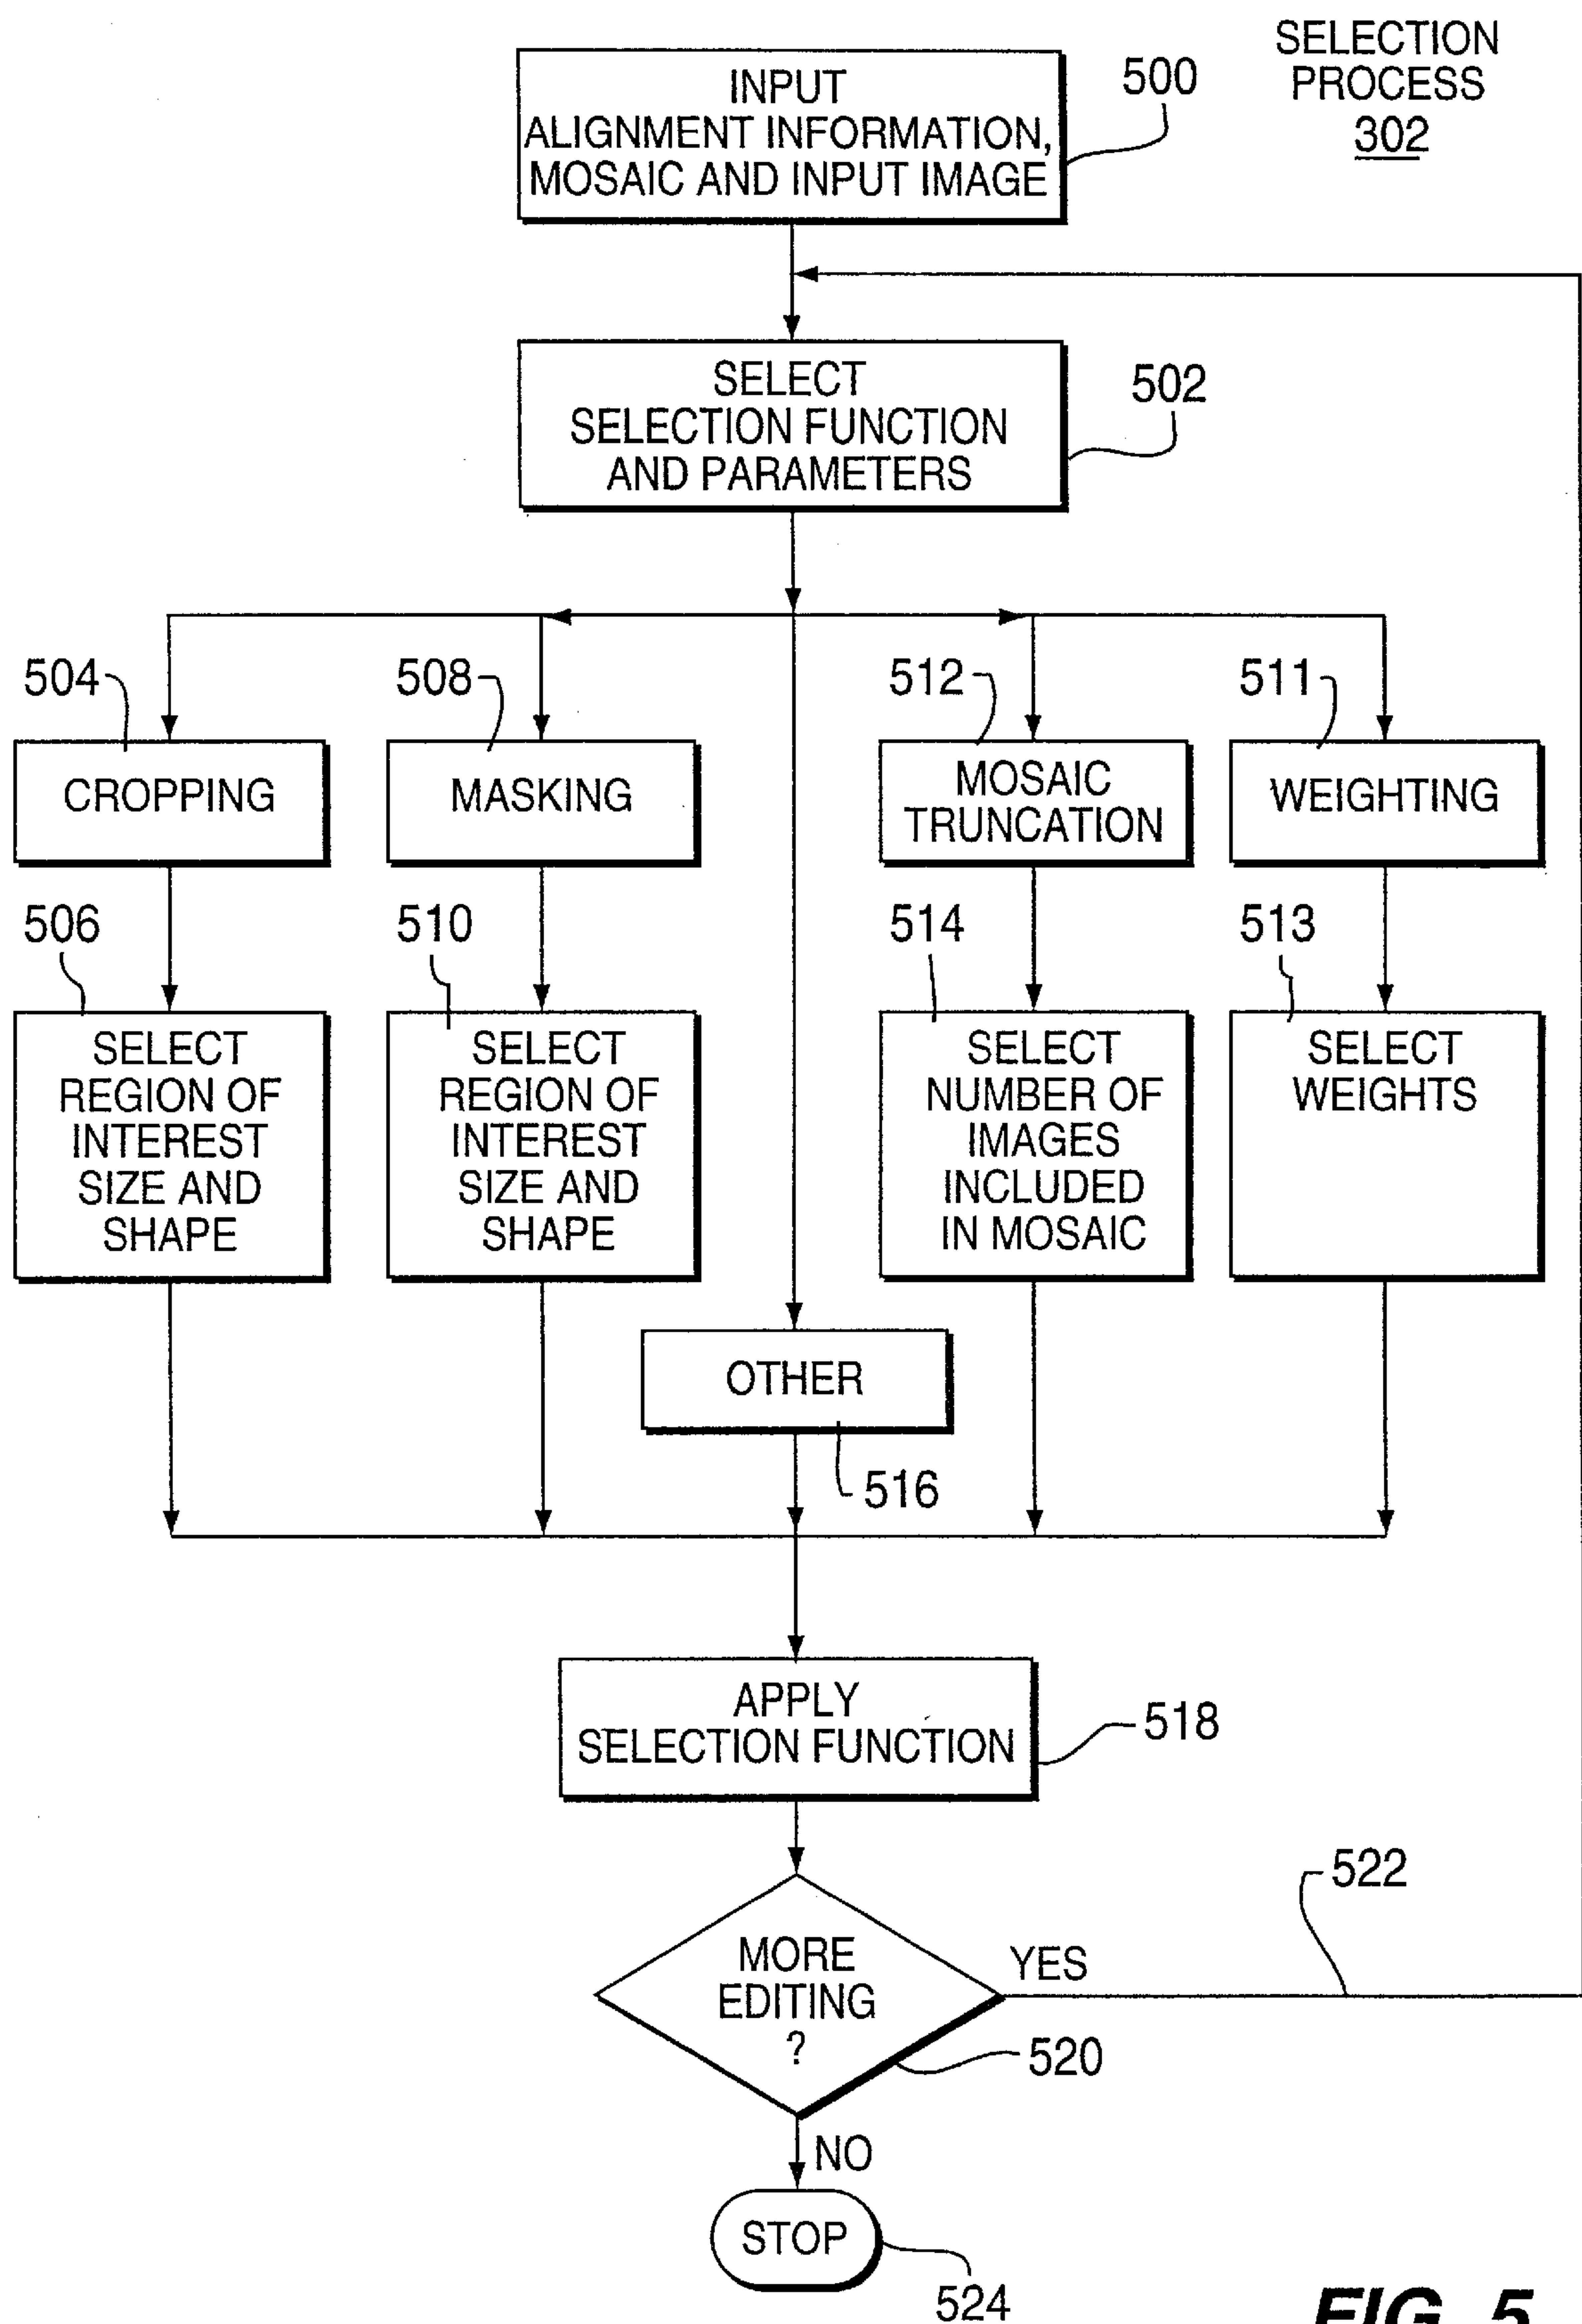 SELECTION
PROCESS
302
INPUT
ALIGNMENT INFORMATION,
MOSAIC AND INPUT IMAGE
500
SELECT
SELECTION FUNCTION
AND PARAMETERS
502
504
508
512
511
CROPPING
MASKING
MOSAIC
TRUNCATION
WEIGHTING
506
510
514
513
SELECT
REGION OF
INTEREST
SIZE AND
SHAPE
SELECT
REGION OF
INTEREST
SIZE AND
SHAPE
SELECT
NUMBER OF
IMAGES
INCLUDED
IN MOSAIC
SELECT
WEIGHTS
OTHER
516
APPLY
SELECTION FUNCTION
518
MORE
EDITING
?
YES
522
520
NO
STOP
524
FIG. 5